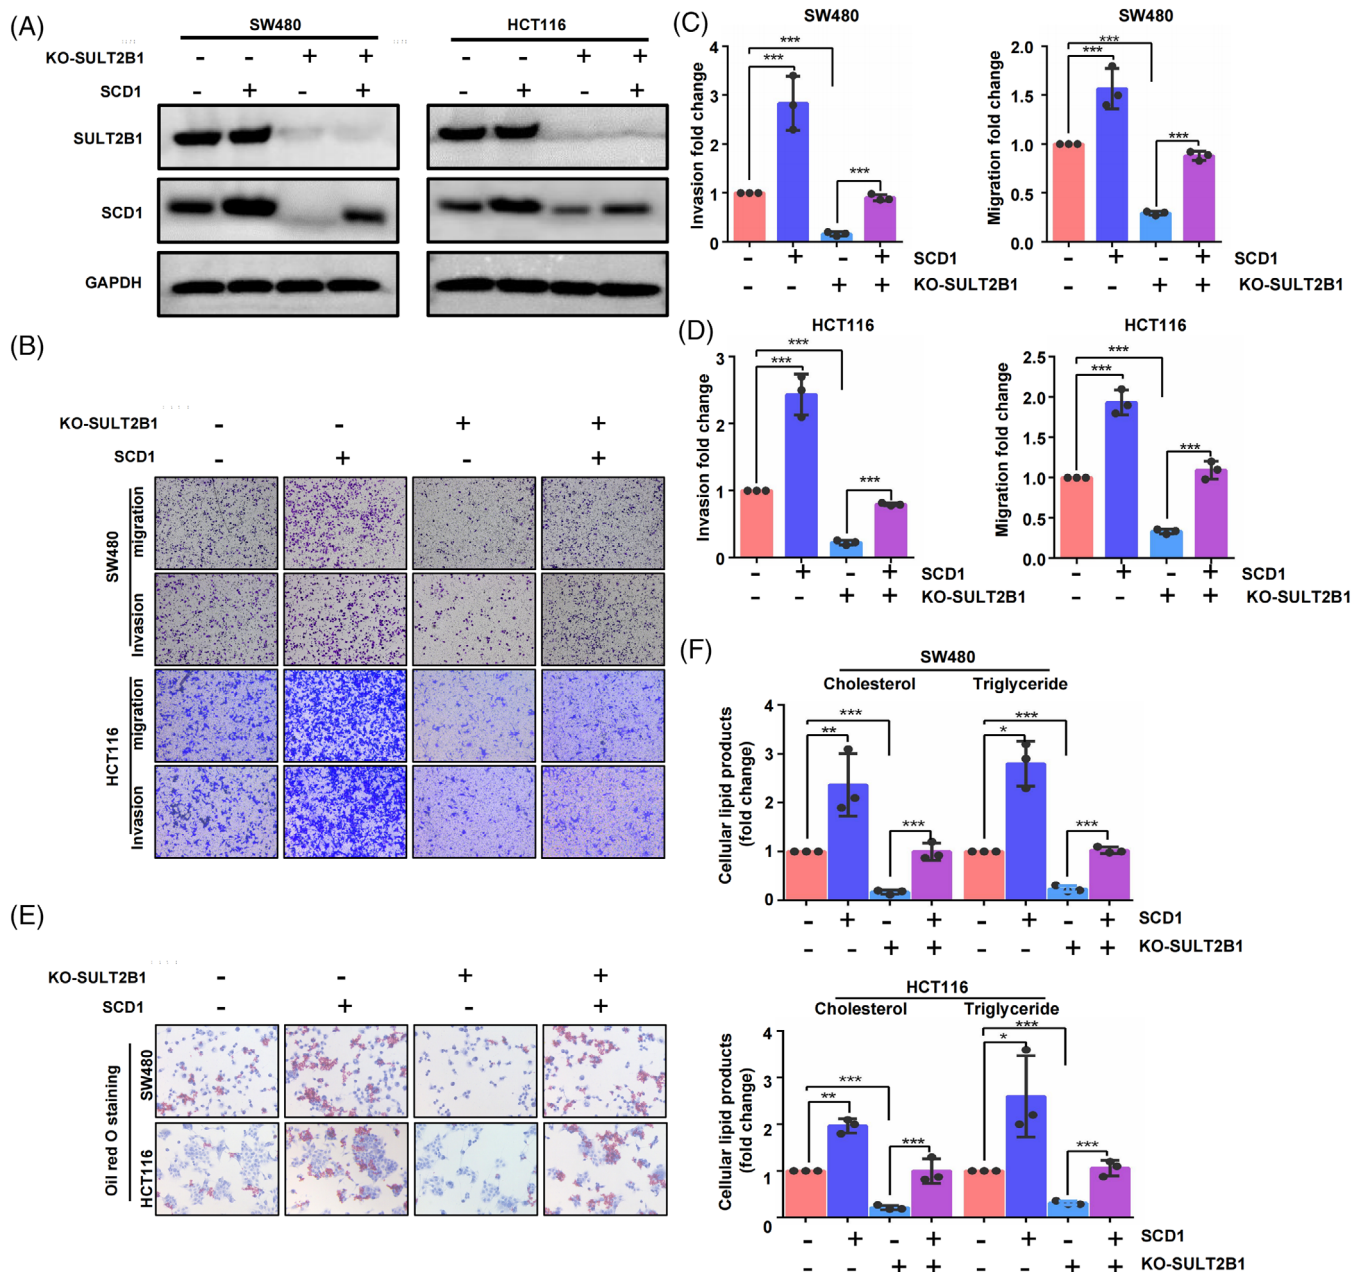 (A)
SW480
HCT116
KO-SULT2B1 - - + + - - + +
SCD1 - + - + - + - +
SULT2B1
SCD1
GAPDH
(B)
KO-SULT2B1 - - + +
SCD1 - + - +
SW480
migration
Invasion
HCT116
migration
Invasion
(C)
SW480
Invasion fold change
4
3
2
1
0
***
***
***
- + - + SCD1
- - + + KO-SULT2B1
SW480
Migration fold change
2.0
1.5
1.0
0.5
0.0
***
***
***
- + - + SCD1
- - + + KO-SULT2B1
(D)
HCT116
Invasion fold change
3
2
1
0
***
***
***
- + - + SCD1
- - + + KO-SULT2B1
HCT116
Migration fold change
2.5
2.0
1.5
1.0
0.5
0.0
***
***
***
- + - + SCD1
- - + + KO-SULT2B1
(E)
KO-SULT2B1 - - + +
SCD1 - + - +
Oil red O staining
SW480
HCT116
(F)
SW480
Cholesterol Triglyceride
Cellular lipid products
(fold change)
4
3
2
1
0
***
**
***
***
*
***
- + - + - + - + SCD1
- - + + - - + + KO-SULT2B1
HCT116
Cholesterol Triglyceride
Cellular lipid products
(fold change)
4
3
2
1
0
***
**
***
***
*
***
- + - + - + - + SCD1
- - + + - - + + KO-SULT2B1